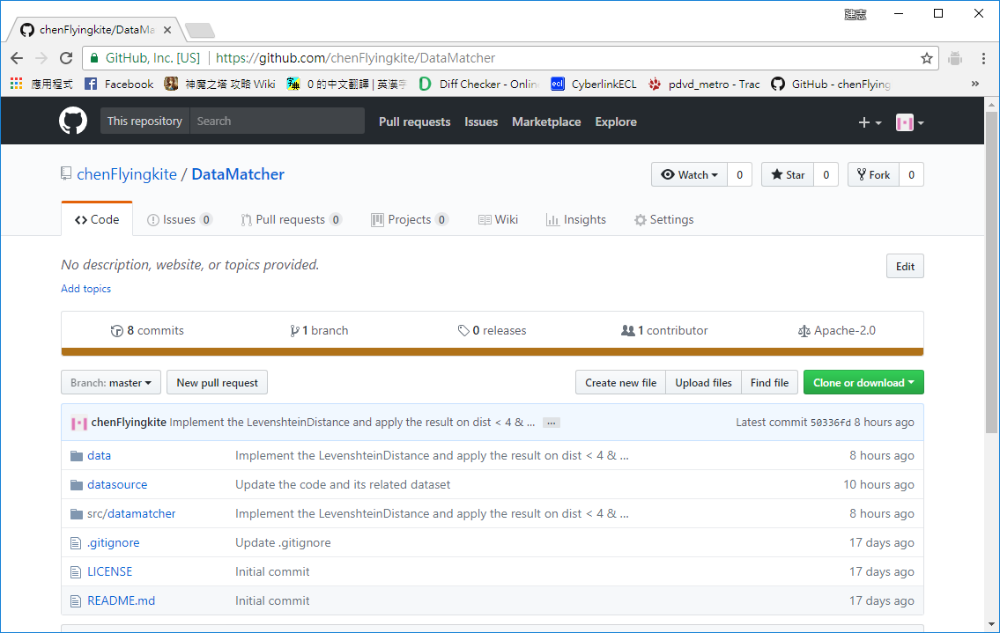 建志
chenFlyingkite/DataMa
GitHub, Inc. [US] | https://github.com/chenFlyingkite/DataMatcher
應用程式 Facebook 神魔之塔 攻略 Wiki 0 的中文翻譯 | 英漢字 Diff Checker - Onlin ecl CyberlinkECL pdvd_metro - Trac GitHub - chenFlying »
This repository Search Pull requests Issues Marketplace Explore
chenFlyingkite / DataMatcher Watch 0 Star 0 Fork 0
Code Issues 0 Pull requests 0 Projects 0 Wiki Insights Settings
No description, website, or topics provided. Edit
Add topics
8 commits 1 branch 0 releases 1 contributor Apache-2.0
Branch: master New pull request Create new file Upload files Find file Clone or download
chenFlyingkite Implement the LevenshteinDistance and apply the result on dist < 4 & ... ... Latest commit 50336fd 8 hours ago
data Implement the LevenshteinDistance and apply the result on dist < 4 & ... 8 hours ago
datasource Update the code and its related dataset 10 hours ago
src/datamatcher Implement the LevenshteinDistance and apply the result on dist < 4 & ... 8 hours ago
.gitignore Update .gitignore 17 days ago
LICENSE Initial commit 17 days ago
README.md Initial commit 17 days ago